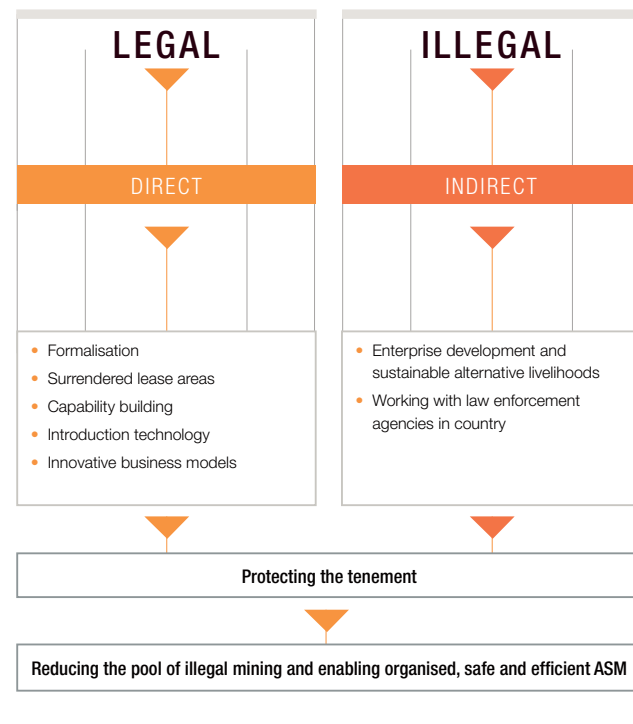 LEGAL
DIRECT
• Formalisation
• Surrendered lease areas
• Capability building
• Introduction technology
• Innovative business models
ILLEGAL
INDIRECT
• Enterprise development and
sustainable alternative livelihoods
• Working with law enforcement
agencies in country
Protecting the tenement
Reducing the pool of illegal mining and enabling organised, safe and efficient ASM